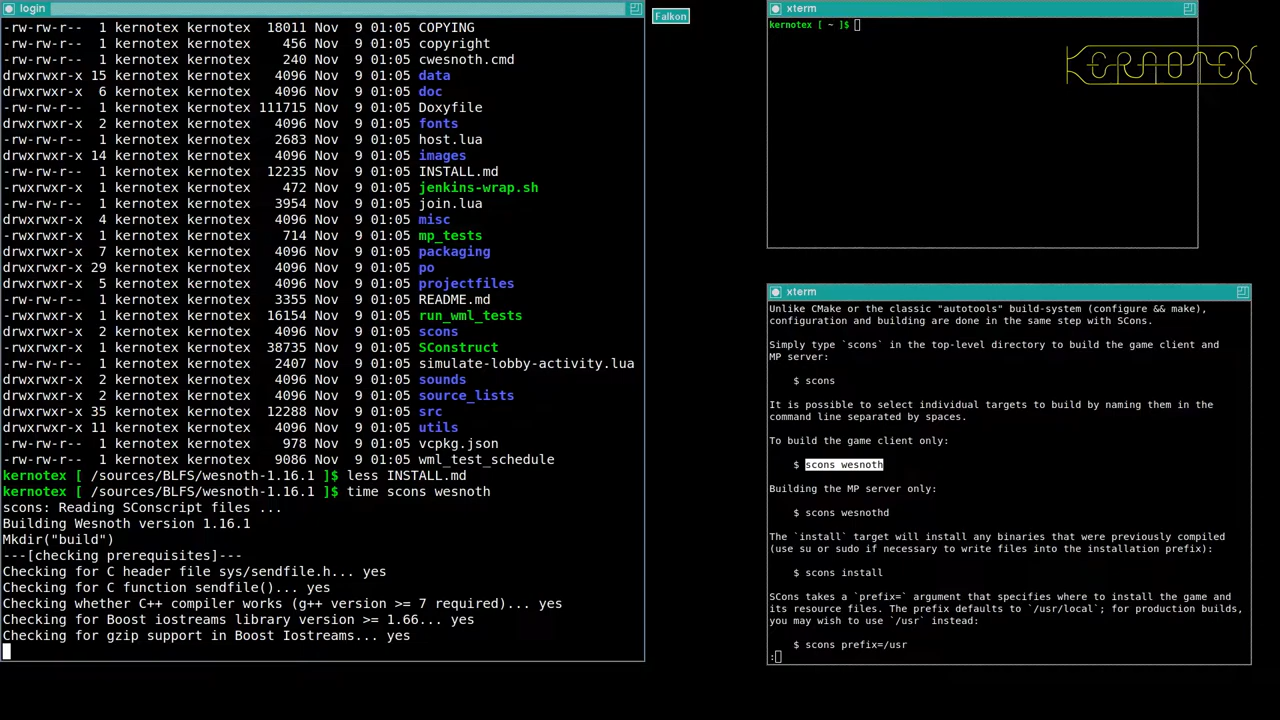 login
-rw-rw-r-- 1 kernotex kernotex 18011 Nov 9 01:05 COPYING
-rw-rw-r-- 1 kernotex kernotex 456 Nov 9 01:05 copyright
-rw-rw-r-- 1 kernotex kernotex 240 Nov 9 01:05 cwesnoth.cmd
drwxrwxr-x 15 kernotex kernotex 4096 Nov 9 01:05 data
drwxrwxr-x 6 kernotex kernotex 4096 Nov 9 01:05 doc
-rw-rw-r-- 1 kernotex kernotex 111715 Nov 9 01:05 Doxyfile
drwxrwxr-x 2 kernotex kernotex 4096 Nov 9 01:05 fonts
-rw-rw-r-- 1 kernotex kernotex 2683 Nov 9 01:05 host.lua
drwxrwxr-x 14 kernotex kernotex 4096 Nov 9 01:05 images
-rw-rw-r-- 1 kernotex kernotex 12235 Nov 9 01:05 INSTALL.md
-rwxrwxr-x 1 kernotex kernotex 472 Nov 9 01:05 jenkins-wrap.sh
-rw-rw-r-- 1 kernotex kernotex 3954 Nov 9 01:05 join.lua
drwxrwxr-x 4 kernotex kernotex 4096 Nov 9 01:05 misc
-rwxrwxr-x 1 kernotex kernotex 714 Nov 9 01:05 mp_tests
drwxrwxr-x 7 kernotex kernotex 4096 Nov 9 01:05 packaging
drwxrwxr-x 29 kernotex kernotex 4096 Nov 9 01:05 po
drwxrwxr-x 5 kernotex kernotex 4096 Nov 9 01:05 projectfiles
-rw-rw-r-- 1 kernotex kernotex 3355 Nov 9 01:05 README.md
-rwxrwxr-x 1 kernotex kernotex 16154 Nov 9 01:05 run_wml_tests
drwxrwxr-x 2 kernotex kernotex 4096 Nov 9 01:05 scons
-rwxrwxr-x 1 kernotex kernotex 38735 Nov 9 01:05 SConstruct
-rw-rw-r-- 1 kernotex kernotex 2407 Nov 9 01:05 simulate-lobby-activity.lua
drwxrwxr-x 2 kernotex kernotex 4096 Nov 9 01:05 sounds
drwxrwxr-x 2 kernotex kernotex 4096 Nov 9 01:05 source_lists
drwxrwxr-x 35 kernotex kernotex 12288 Nov 9 01:05 src
drwxrwxr-x 11 kernotex kernotex 4096 Nov 9 01:05 utils
-rw-rw-r-- 1 kernotex kernotex 978 Nov 9 01:05 vcpkg.json
-rw-rw-r-- 1 kernotex kernotex 9086 Nov 9 01:05 wml_test_schedule
kernotex [ /sources/BLFS/wesnoth-1.16.1 ]$ less INSTALL.md
kernotex [ /sources/BLFS/wesnoth-1.16.1 ]$ time scons wesnoth
scons: Reading SConscript files ...
Building Wesnoth version 1.16.1
Mkdir("build")
---[checking prerequisites]---
Checking for C header file sys/sendfile.h... yes
Checking for C function sendfile()... yes
Checking whether C++ compiler works (g++ version >= 7 required)... yes
Checking for Boost iostreams library version >= 1.66... yes
Checking for gzip support in Boost Iostreams... yes
Falkon
xterm
kernotex [ ~ ]$
KERNOTEX
xterm
Unlike CMake or the classic "autotools" build-system (configure && make),
configuration and building are done in the same step with SCons.
Simply type `scons` in the top-level directory to build the game client and
MP server:
$ scons
It is possible to select individual targets to build by naming them in the
command line separated by spaces.
To build the game client only:
$ scons wesnoth
Building the MP server only:
$ scons wesnothd
The `install` target will install any binaries that were previously compiled
(use su or sudo if necessary to write files into the installation prefix):
$ scons install
SCons takes a `prefix=` argument that specifies where to install the game and
its resource files. The prefix defaults to `/usr/local`; for production builds,
you may wish to use `/usr` instead:
$ scons prefix=/usr
: